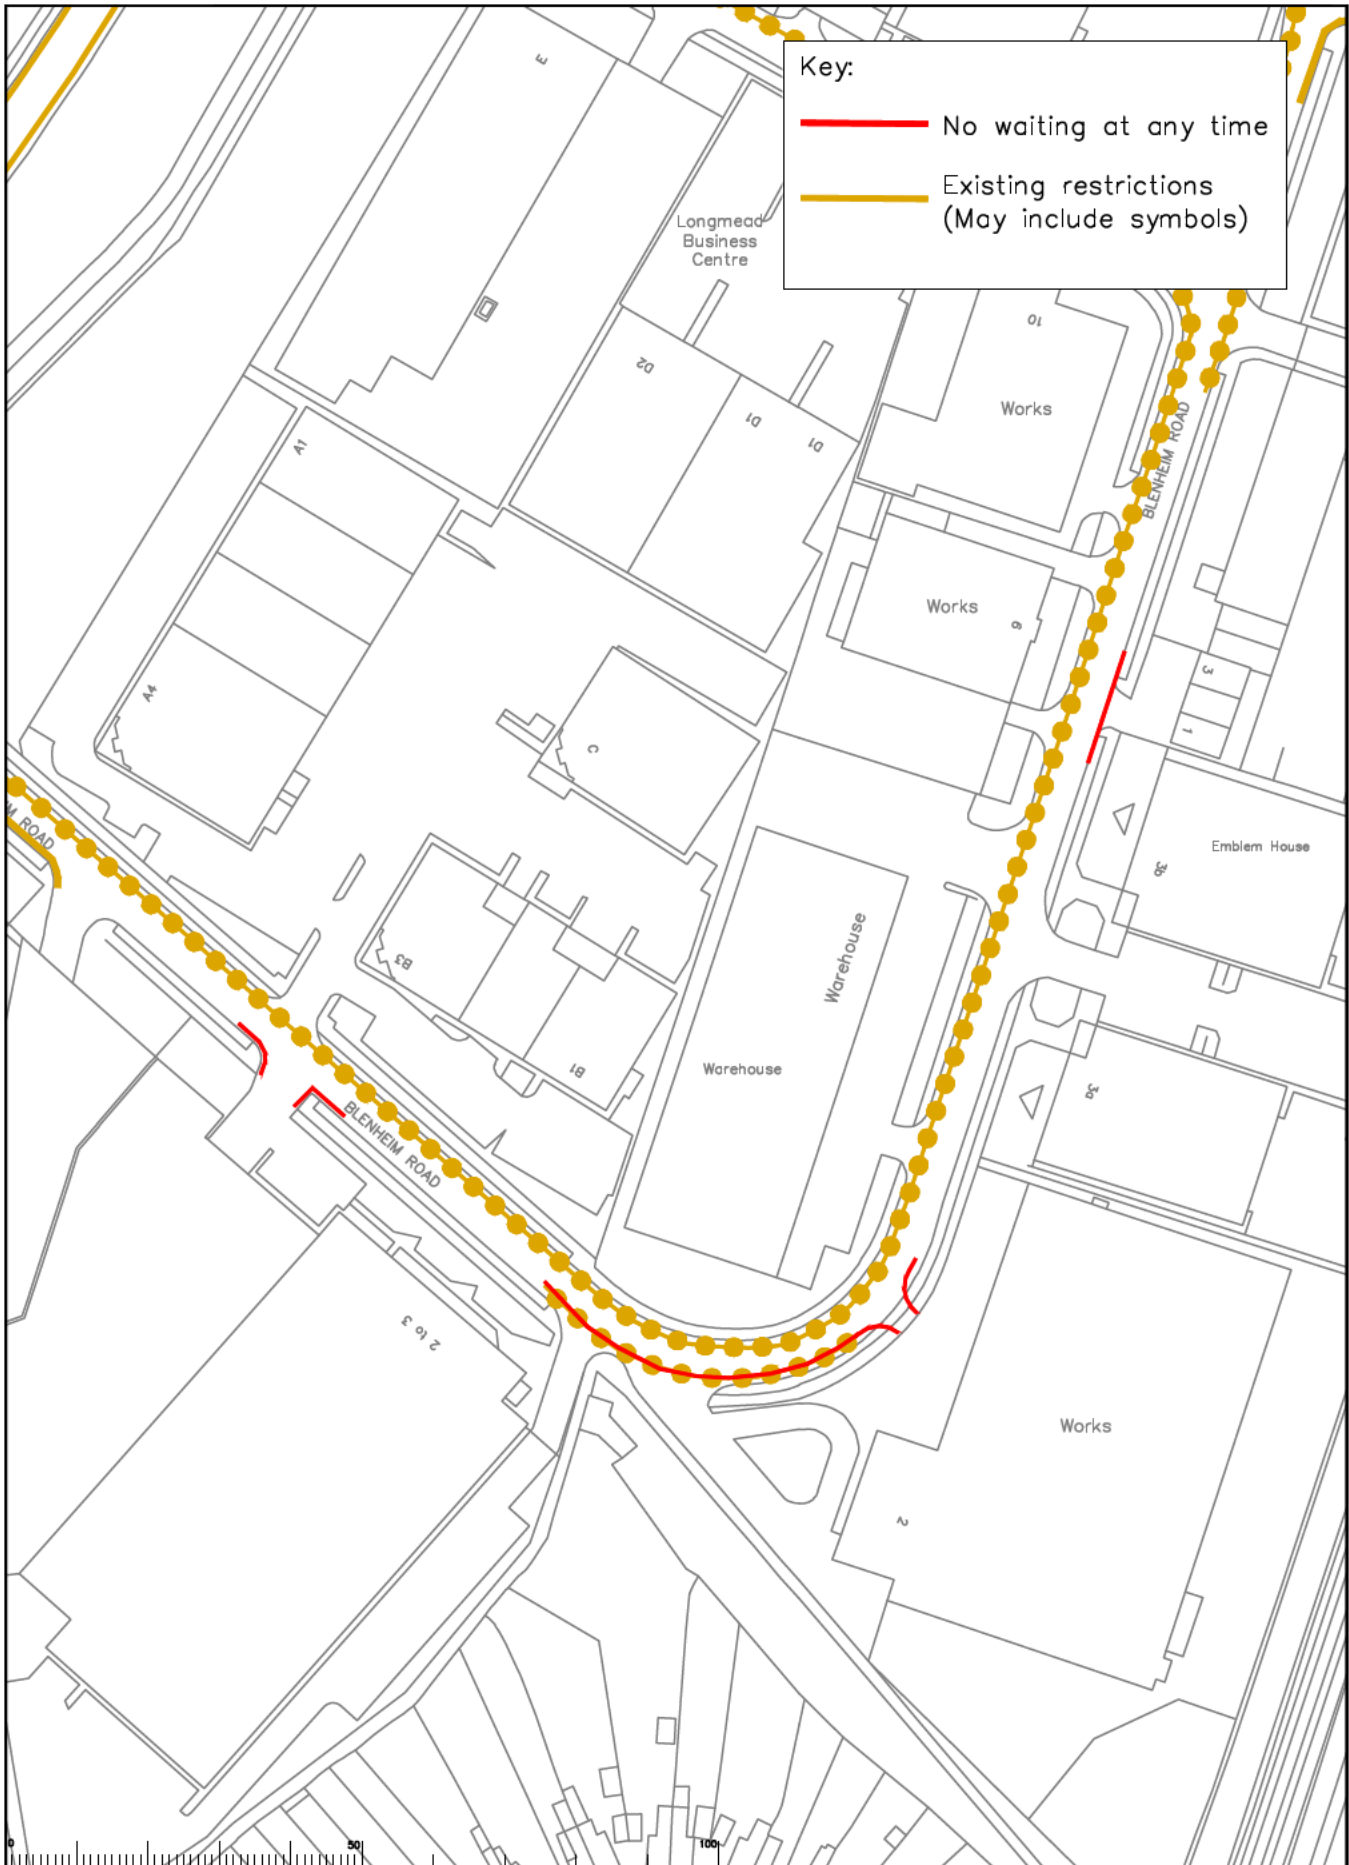 Key:
No waiting at any time
Existing restrictions
(May include symbols)
E
Longmead
Business
Centre
10
D2
Works
D1
D1
A1
BLENHEIM ROAD
Works
6
3
A4
1
C
M ROAD
Emblem House
3b
Warehouse
B3
B1
Warehouse
3a
BLENHEIM ROAD
2 to 3
Works
2
0
50
100